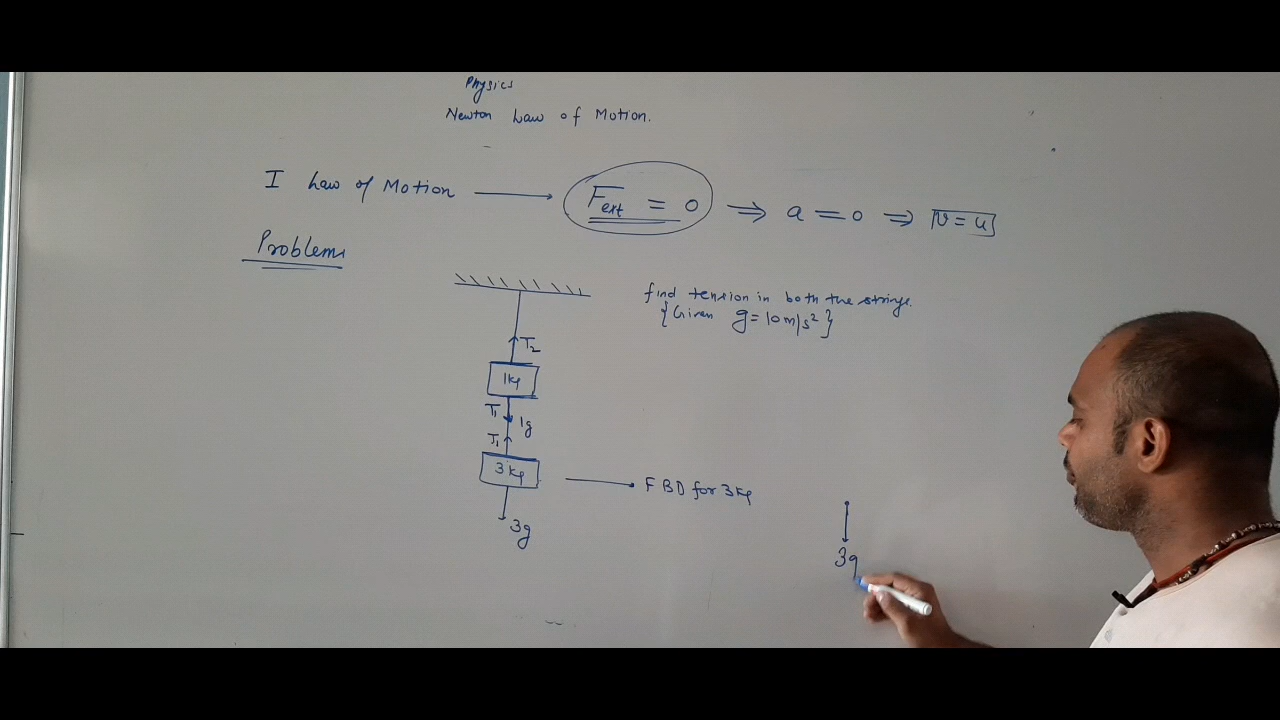 Physics
Newton Law of Motion.
I Law of Motion → F_ext = 0 ⇒ a = 0 ⇒ v = u
Problems
find tension in both the strings.
{Given g = 10 m/s²}
T₂
1kg
T₁
1g
T₁
3kg
FBD for 3kg
3g
3g